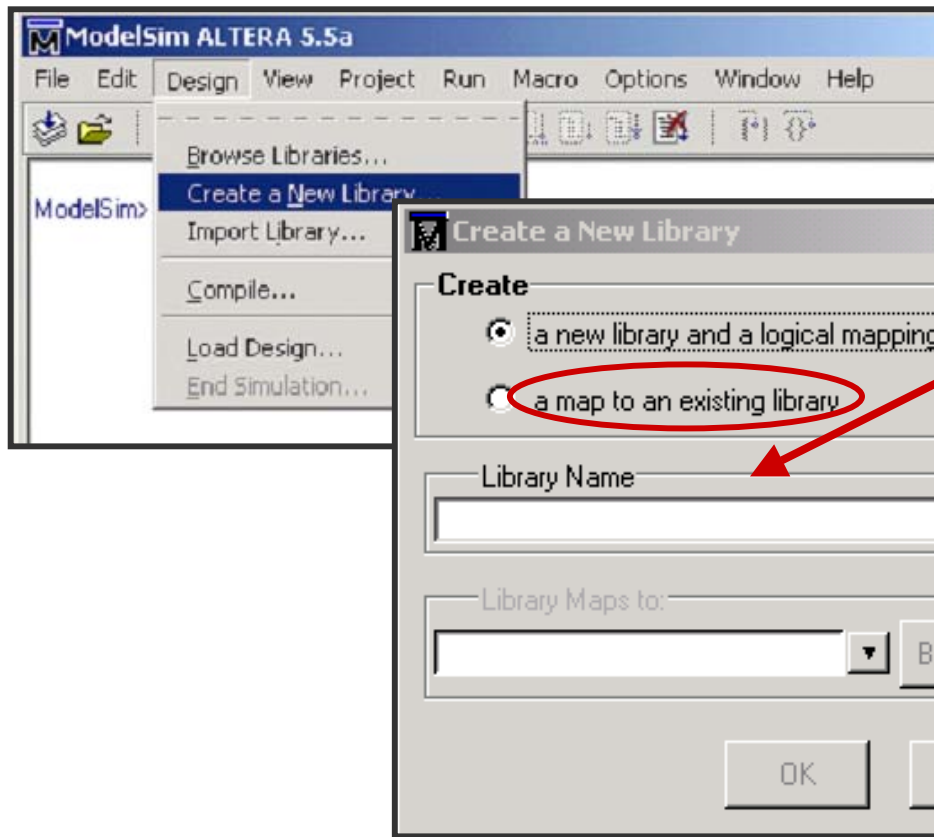 ModelSim ALTERA 5.5a
File Edit Design View Project Run Macro Options Window Help
Browse Libraries...
ModelSim>
Create a New Library...
Import Library...
Compile...
Load Design...
End Simulation...
Create a New Library
Create
a new library and a logical mapping
a map to an existing library
Library Name
Library Maps to:
B
OK